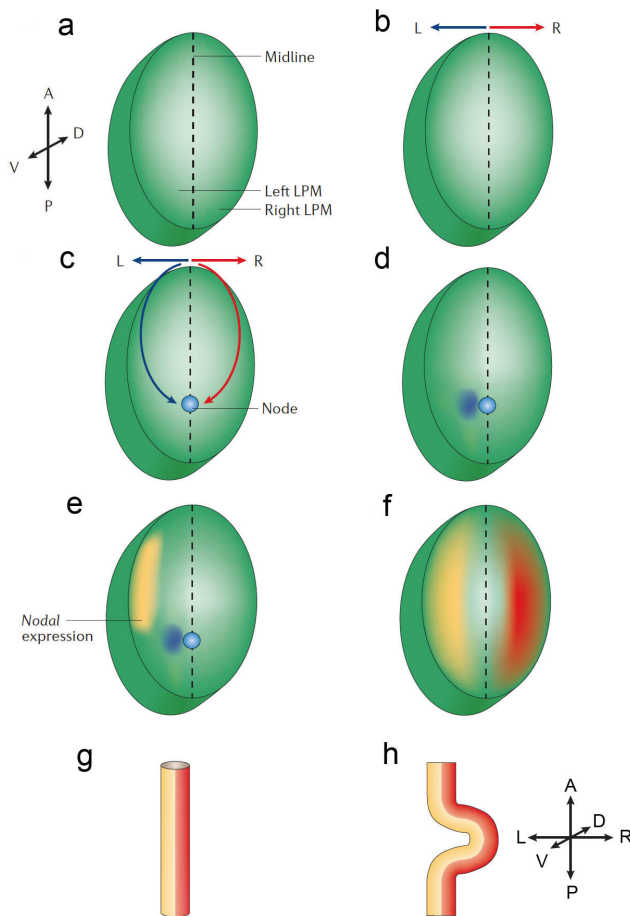 a
Midline
A
D
V
P
Left LPM
Right LPM
b
L
R
c
L
R
Node
d
e
Nodal
expression
f
g
h
A
D
L
R
V
P